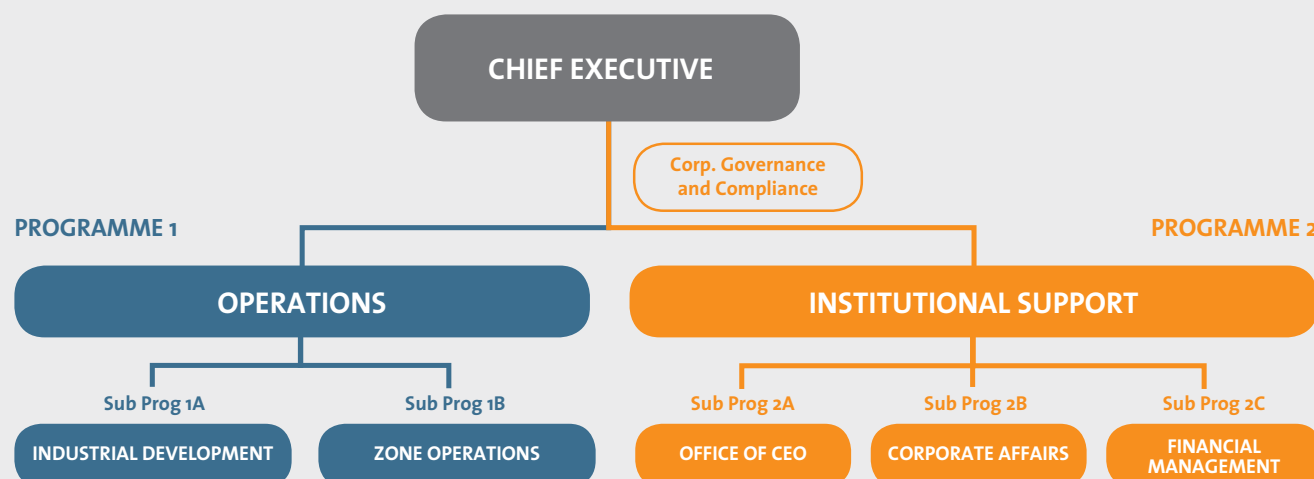 CHIEF EXECUTIVE
Corp. Governance
and Compliance
PROGRAMME 1
PROGRAMME 2
OPERATIONS
INSTITUTIONAL SUPPORT
Sub Prog 1A
Sub Prog 1B
Sub Prog 2A
Sub Prog 2B
Sub Prog 2C
INDUSTRIAL DEVELOPMENT
ZONE OPERATIONS
OFFICE OF CEO
CORPORATE AFFAIRS
FINANCIAL
MANAGEMENT